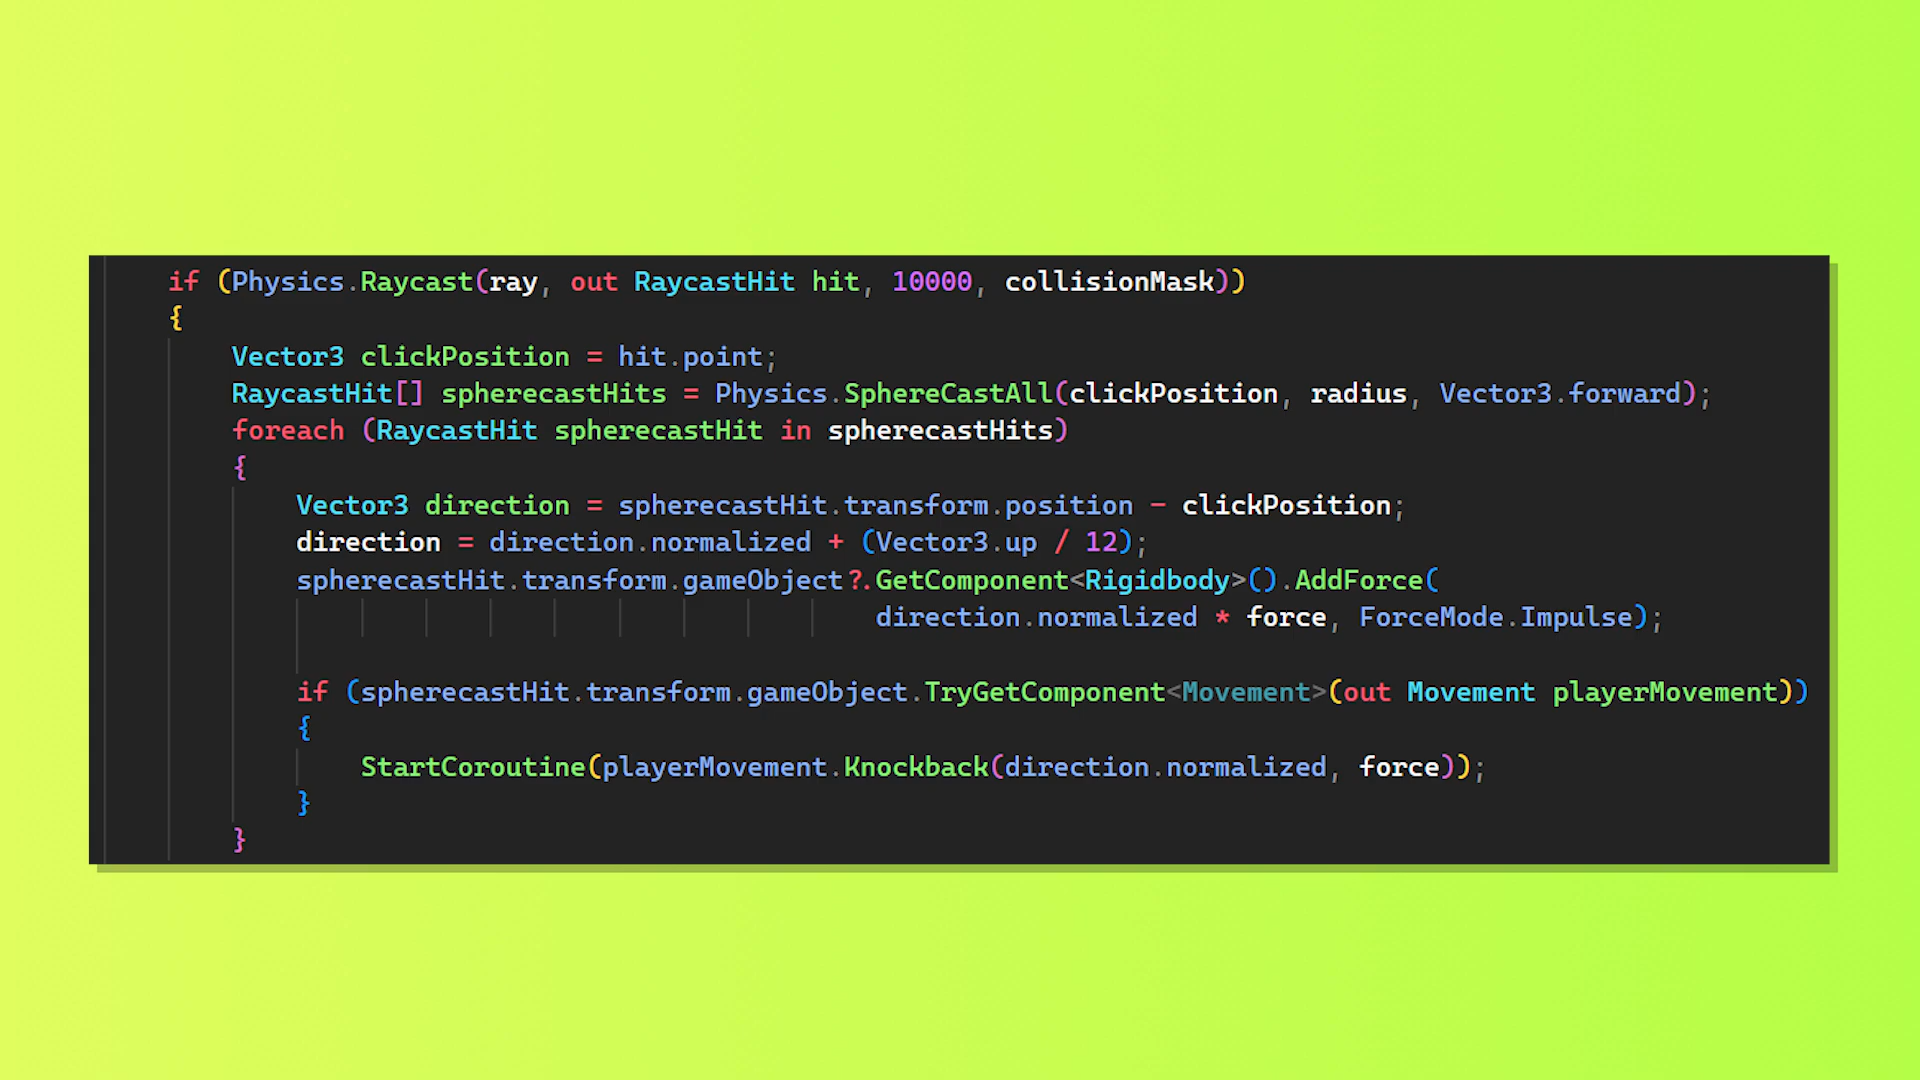 if (Physics.Raycast(ray, out RaycastHit hit, 10000, collisionMask))
{
Vector3 clickPosition = hit.point;
RaycastHit[] spherecastHits = Physics.SphereCastAll(clickPosition, radius, Vector3.forward);
foreach (RaycastHit spherecastHit in spherecastHits)
{
Vector3 direction = spherecastHit.transform.position - clickPosition;
direction = direction.normalized + (Vector3.up / 12);
spherecastHit.transform.gameObject?.GetComponent<Rigidbody>().AddForce(
direction.normalized * force, ForceMode.Impulse);
if (spherecastHit.transform.gameObject.TryGetComponent<Movement>(out Movement playerMovement))
{
StartCoroutine(playerMovement.Knockback(direction.normalized, force));
}
}